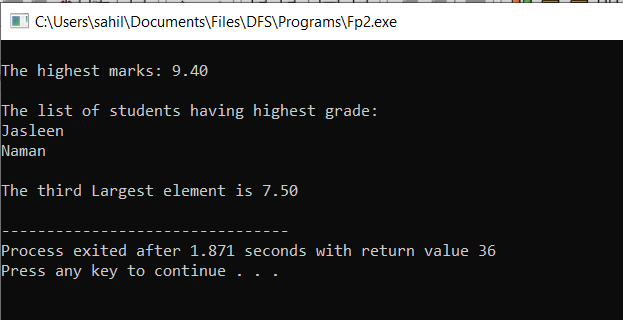 C:\Users\sahil\Documents\Files\DFS\Programs\Fp2.exe
The highest marks: 9.40
The list of students having highest grade:
Jasleen
Naman
The third Largest element is 7.50
--------------------------------
Process exited after 1.871 seconds with return value 36
Press any key to continue . . .